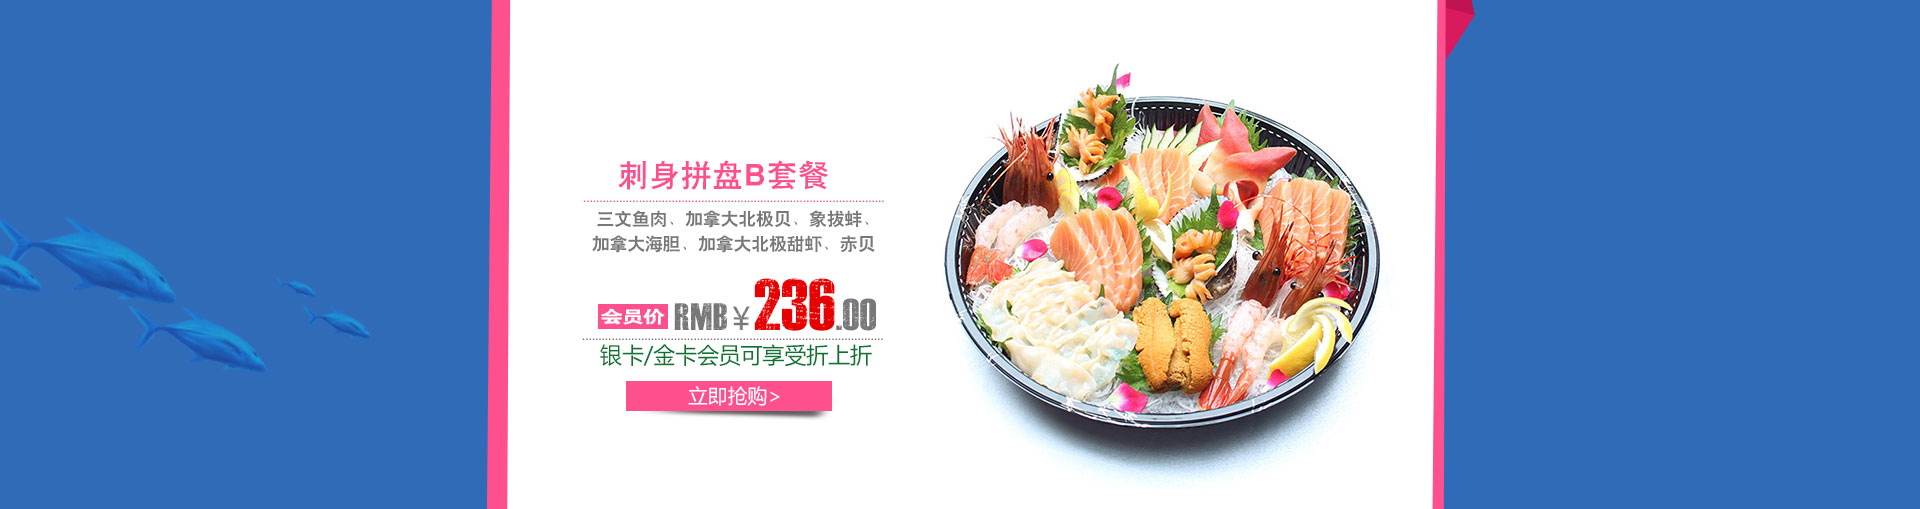 刺身拼盘B套餐
三文鱼肉、加拿大北极贝、象拔蚌、
加拿大海胆、加拿大北极甜虾、赤贝
会员价 RMB¥236.00
银卡/金卡会员可享受折上折
立即抢购>